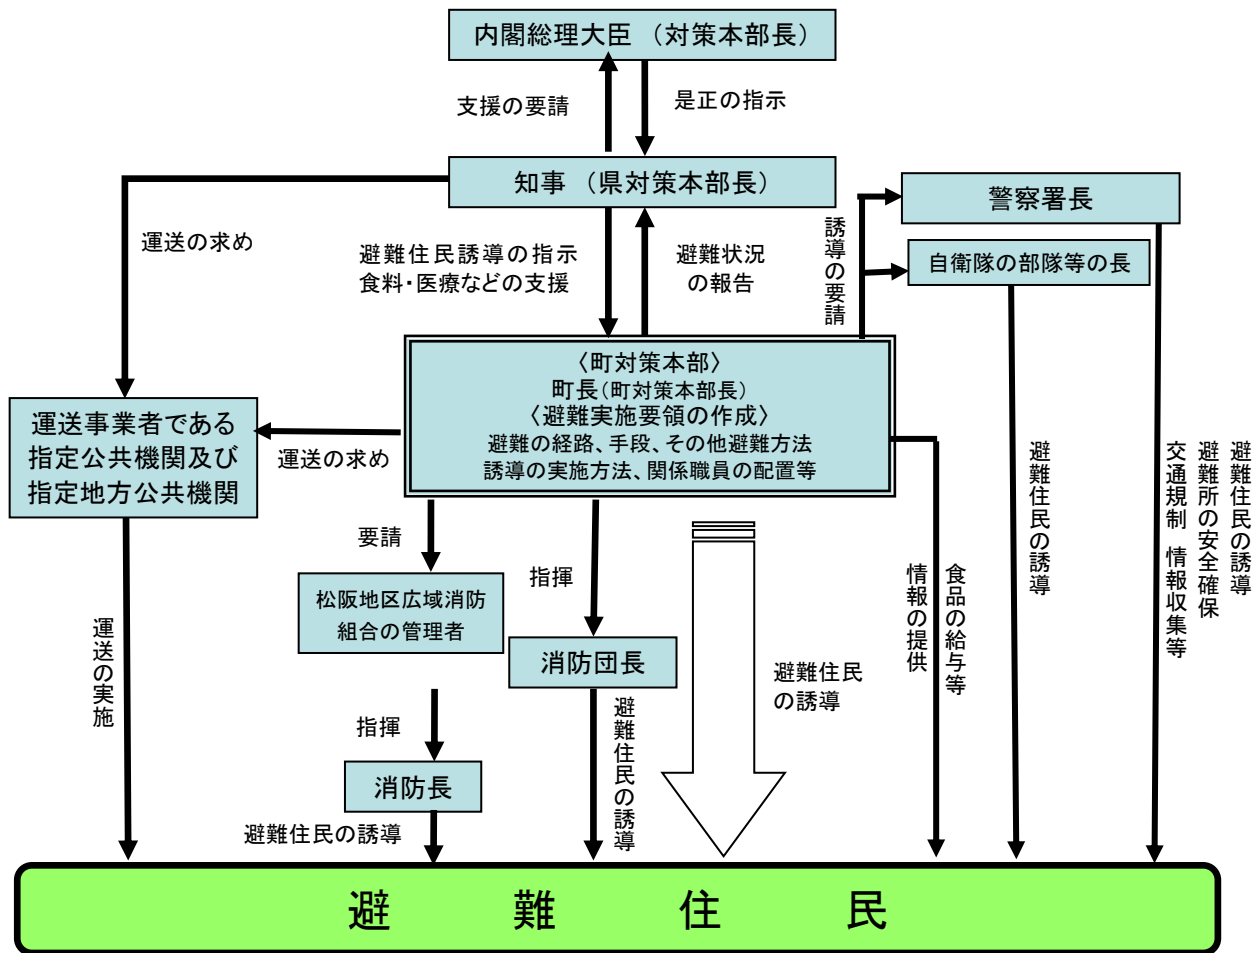 内閣総理大臣 （対策本部長）
支援の要請
是正の指示
知事 （県対策本部長）
警察署長
運送の求め
避難住民誘導の指示
食料・医療などの支援
避難状況
の報告
誘導の要請
自衛隊の部隊等の長
〈町対策本部〉
町長（町対策本部長）
〈避難実施要領の作成〉
避難の経路、手段、その他避難方法
誘導の実施方法、関係職員の配置等
運送事業者である
指定公共機関及び
指定地方公共機関
運送の求め
避難住民の誘導
避難住民の誘導
避難所の安全確保
交通規制 情報収集等
要請
指揮
松阪地区広域消防
組合の管理者
消防団長
食品の給与等
情報の提供
運送の実施
避難住民
の誘導
指揮
避難住民の誘導
消防長
避難住民の誘導
避難住民